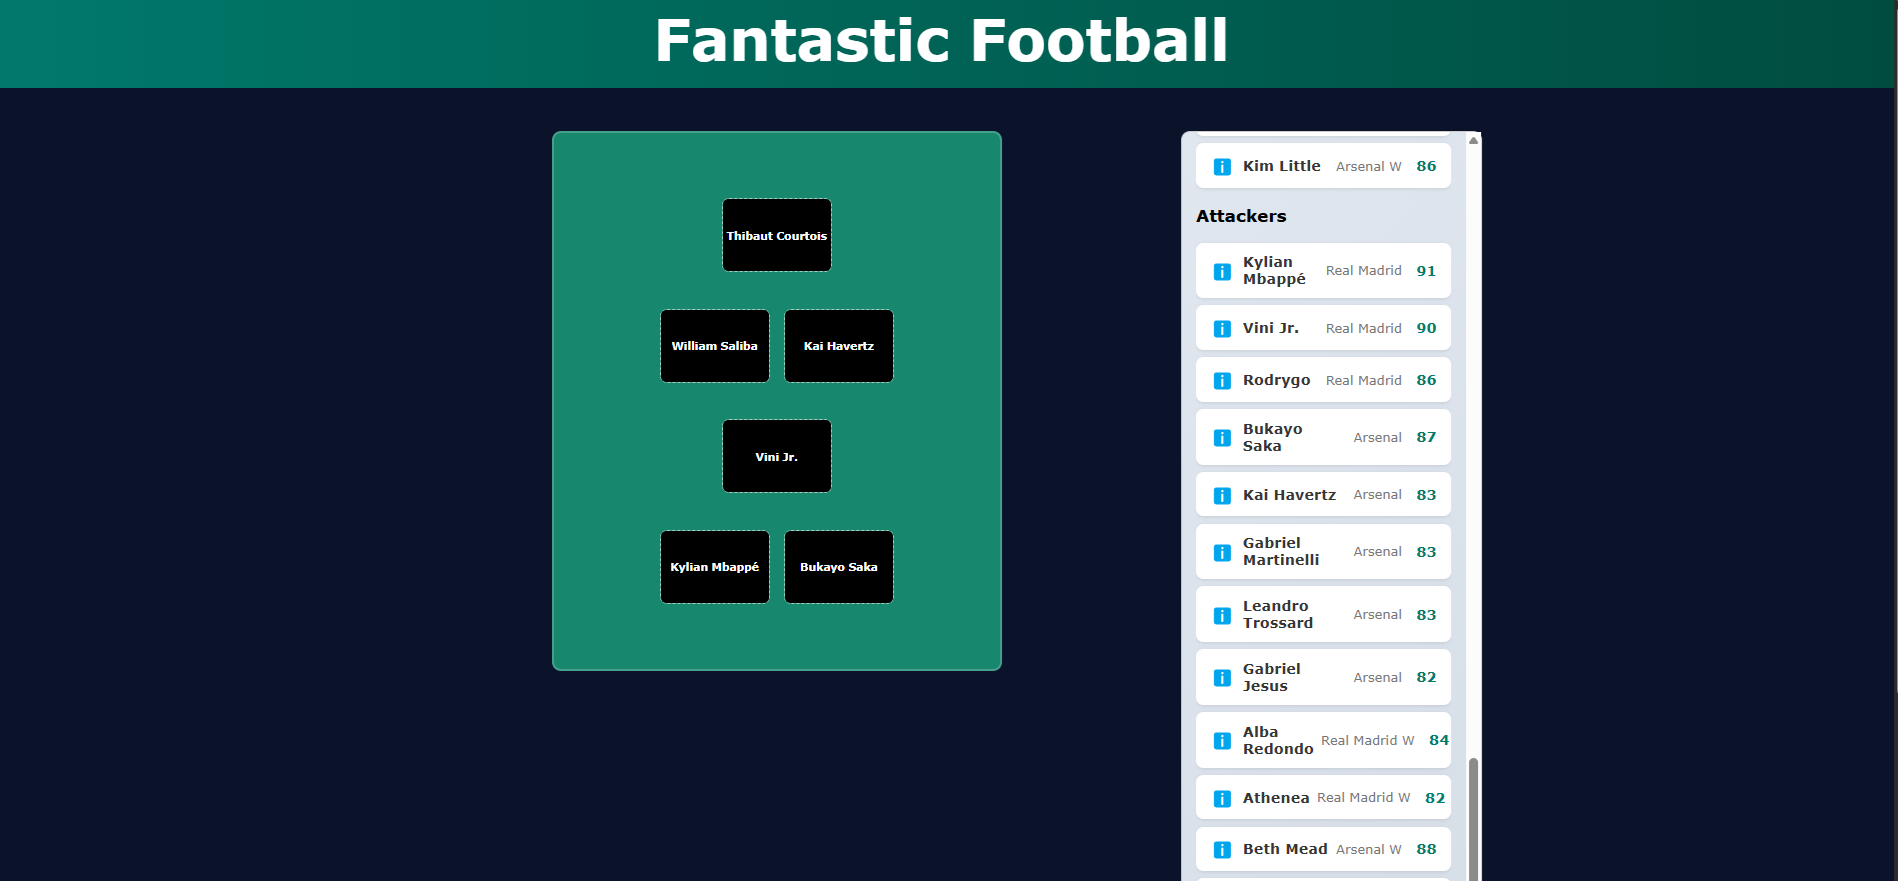 Fantastic Football
Thibaut Courtois
William Saliba
Kai Havertz
Vini Jr.
Kylian Mbappé
Bukayo Saka
i Kim Little Arsenal W 86
Attackers
i Kylian
Mbappé Real Madrid 91
i Vini Jr. Real Madrid 90
i Rodrygo Real Madrid 86
i Bukayo
Saka Arsenal 87
i Kai Havertz Arsenal 83
i Gabriel
Martinelli Arsenal 83
i Leandro
Trossard Arsenal 83
i Gabriel
Jesus Arsenal 82
i Alba
Redondo Real Madrid W 84
i Athenea Real Madrid W 82
i Beth Mead Arsenal W 88